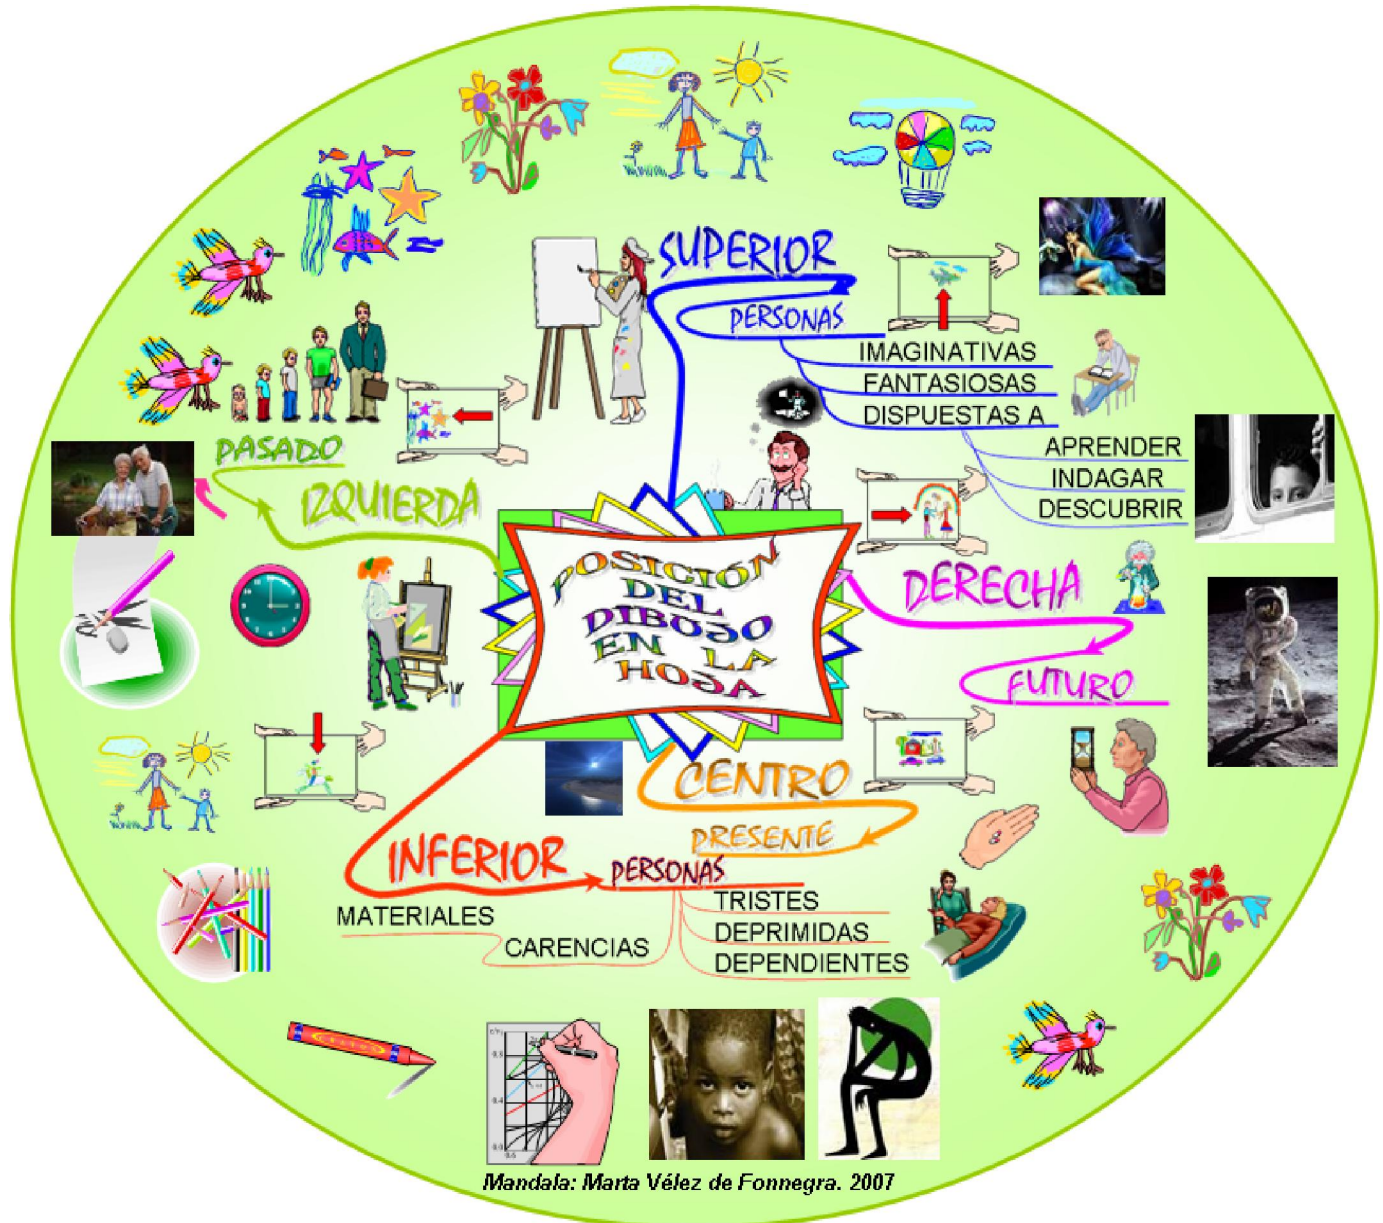 SUPERIOR
PERSONAS
IMAGINATIVAS
FANTASIOSAS
DISPUESTAS A
APRENDER
INDAGAR
DESCUBRIR
PASADO
IZQUIERDA
POSICIÓN
DEL
DIBUJO
EN LA
HOJA
DERECHA
FUTURO
CENTRO
PRESENTE
INFERIOR
PERSONAS
TRISTES
DEPRIMIDAS
DEPENDIENTES
MATERIALES
CARENCIAS
Mandala: Marta Vélez de Fonnegra. 2007